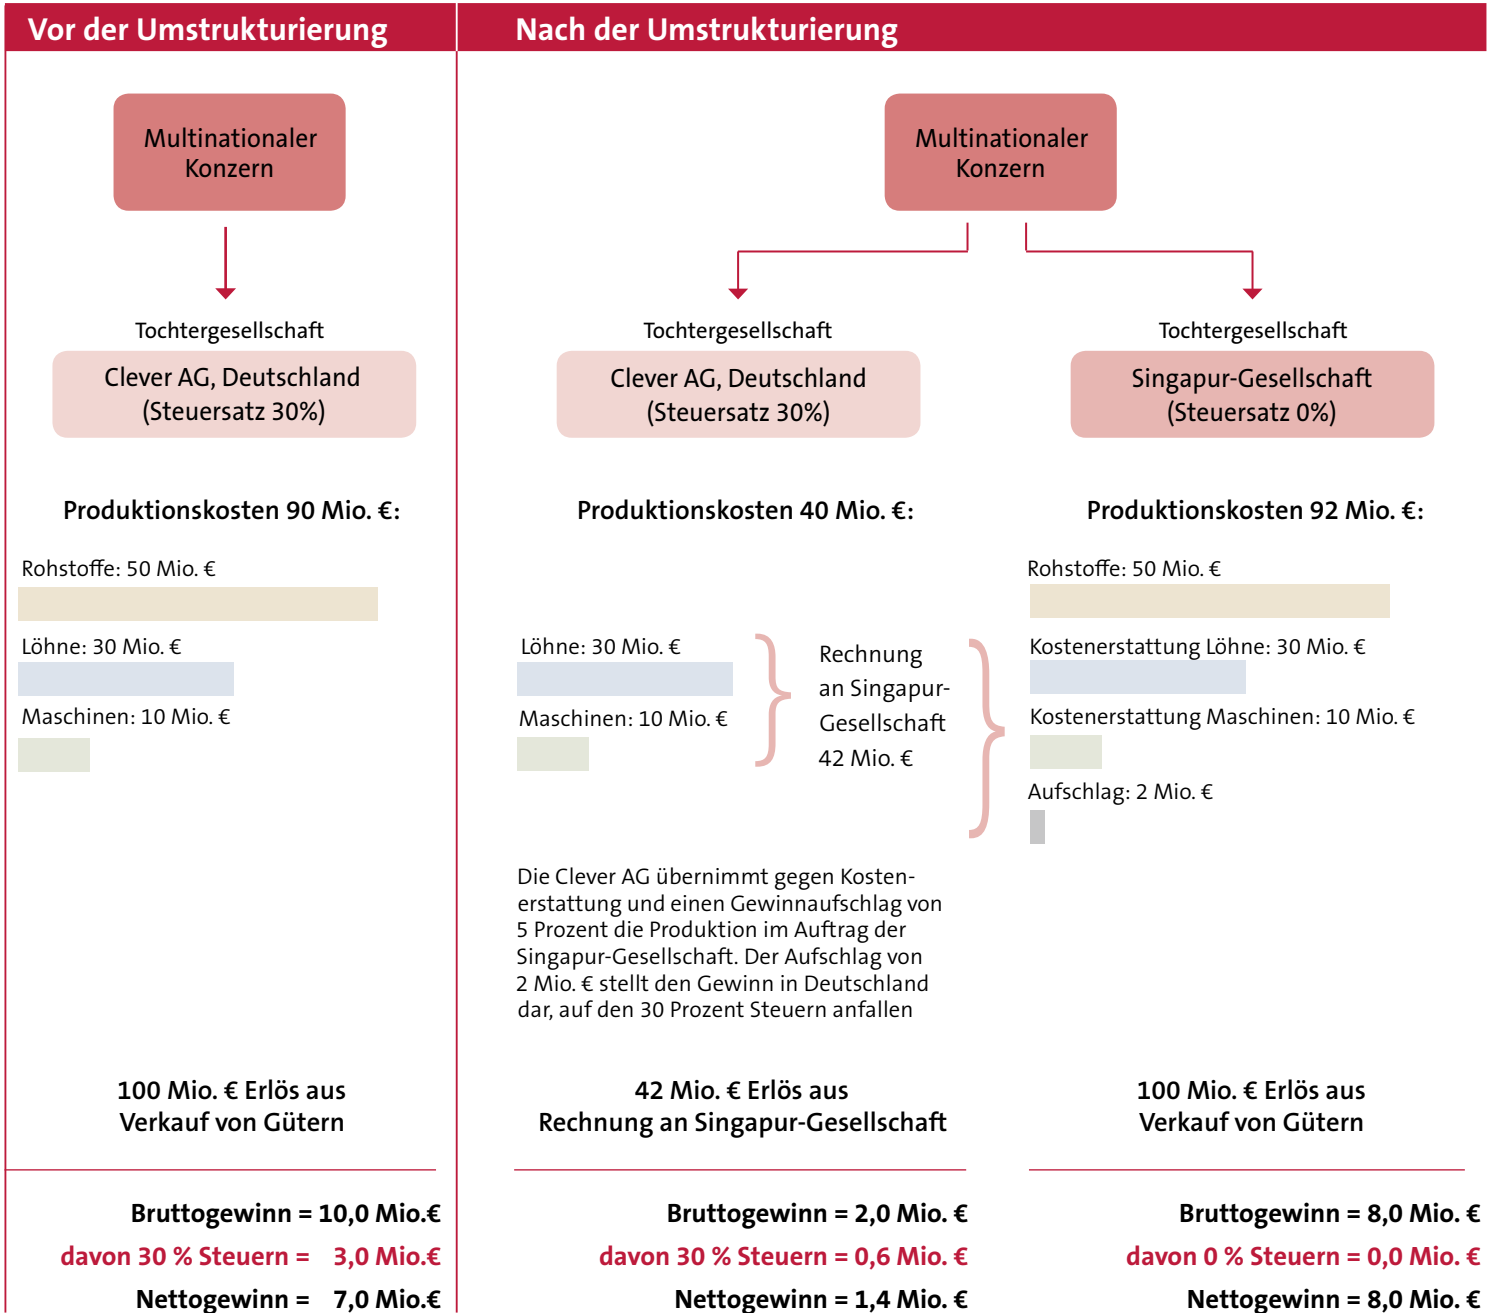 Vor der Umstrukturierung
Multinationaler
Konzern
Tochtergesellschaft
Clever AG, Deutschland
(Steuersatz 30%)
Produktionskosten 90 Mio. €:
Rohstoffe: 50 Mio. €
Löhne: 30 Mio. €
Maschinen: 10 Mio. €
100 Mio. € Erlös aus
Verkauf von Gütern
Bruttogewinn = 10,0 Mio.€
davon 30 % Steuern = 3,0 Mio.€
Nettogewinn = 7,0 Mio.€
Nach der Umstrukturierung
Multinationaler
Konzern
Tochtergesellschaft
Clever AG, Deutschland
(Steuersatz 30%)
Produktionskosten 40 Mio. €:
Löhne: 30 Mio. €
Maschinen: 10 Mio. €
Rechnung
an Singapur-
Gesellschaft
42 Mio. €
Die Clever AG übernimmt gegen Kosten-
erstattung und einen Gewinnaufschlag von
5 Prozent die Produktion im Auftrag der
Singapur-Gesellschaft. Der Aufschlag von
2 Mio. € stellt den Gewinn in Deutschland
dar, auf den 30 Prozent Steuern anfallen
42 Mio. € Erlös aus
Rechnung an Singapur-Gesellschaft
Bruttogewinn = 2,0 Mio. €
davon 30 % Steuern = 0,6 Mio. €
Nettogewinn = 1,4 Mio. €
Tochtergesellschaft
Singapur-Gesellschaft
(Steuersatz 0%)
Produktionskosten 92 Mio. €:
Rohstoffe: 50 Mio. €
Kostenerstattung Löhne: 30 Mio. €
Kostenerstattung Maschinen: 10 Mio. €
Aufschlag: 2 Mio. €
100 Mio. € Erlös aus
Verkauf von Gütern
Bruttogewinn = 8,0 Mio. €
davon 0 % Steuern = 0,0 Mio. €
Nettogewinn = 8,0 Mio. €